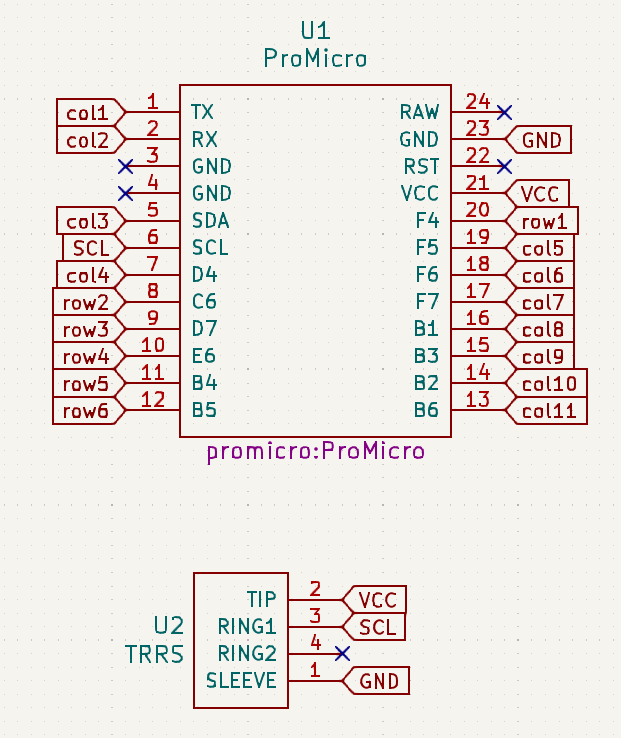 U1
ProMicro
col1 1 TX RAW 24
col2 2 RX GND 23 GND
3 GND RST 22
4 GND VCC 21 VCC
col3 5 SDA F4 20 row1
SCL 6 SCL F5 19 col5
col4 7 D4 F6 18 col6
row2 8 C6 F7 17 col7
row3 9 D7 B1 16 col8
row4 10 E6 B3 15 col9
row5 11 B4 B2 14 col10
row6 12 B5 B6 13 col11
promicro:ProMicro
U2
TRRS
TIP 2 VCC
RING1 3 SCL
RING2 4
SLEEVE 1 GND